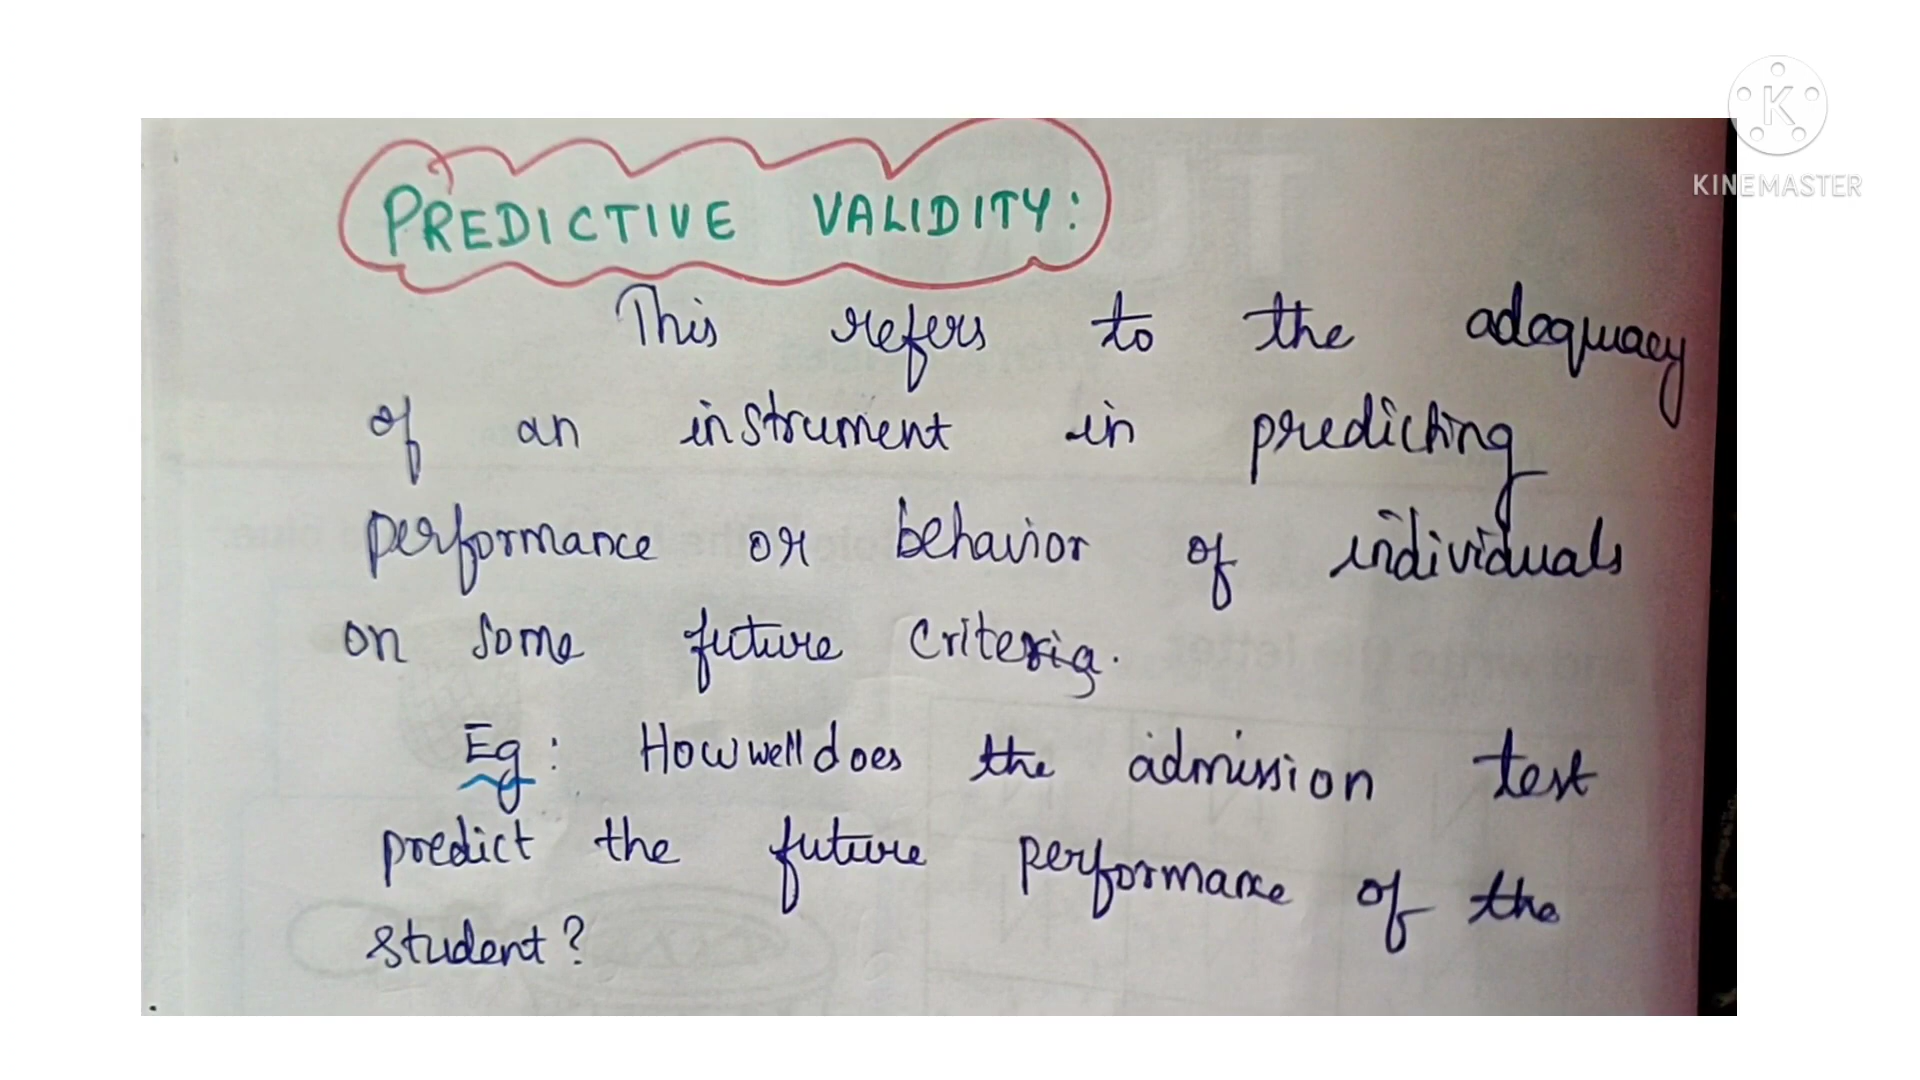 KINEMASTER
PREDICTIVE VALIDITY:
This refers to the adequacy
of an instrument in predicting
performance or behavior of individuals
on some future criteria.
Eg: How well does the admission test
predict the future performance of the
student?